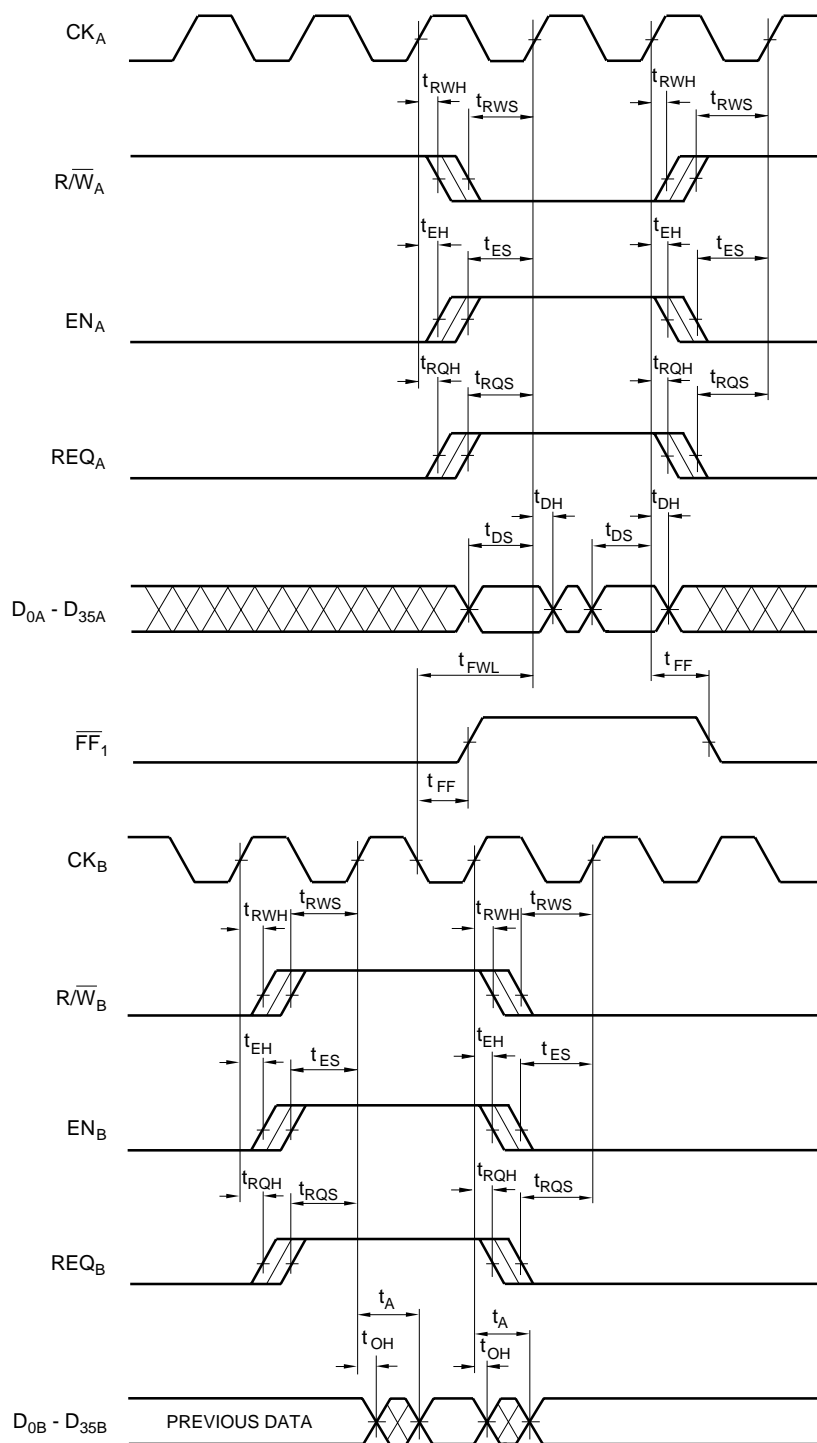 CKA
tRWH
tRWS
tRWH
tRWS
R/W̅A
tEH
tES
tEH
tES
ENA
tRQH
tRQS
tRQH
tRQS
REQA
tDH
tDS
tDH
tDS
D0A - D35A
tFWL
tFF
F̅F̅1
tFF
CKB
tRWH
tRWS
tRWH
tRWS
R/W̅B
tEH
tES
tEH
tES
ENB
tRQH
tRQS
tRQH
tRQS
REQB
tA
tOH
tA
tOH
D0B - D35B
PREVIOUS DATA